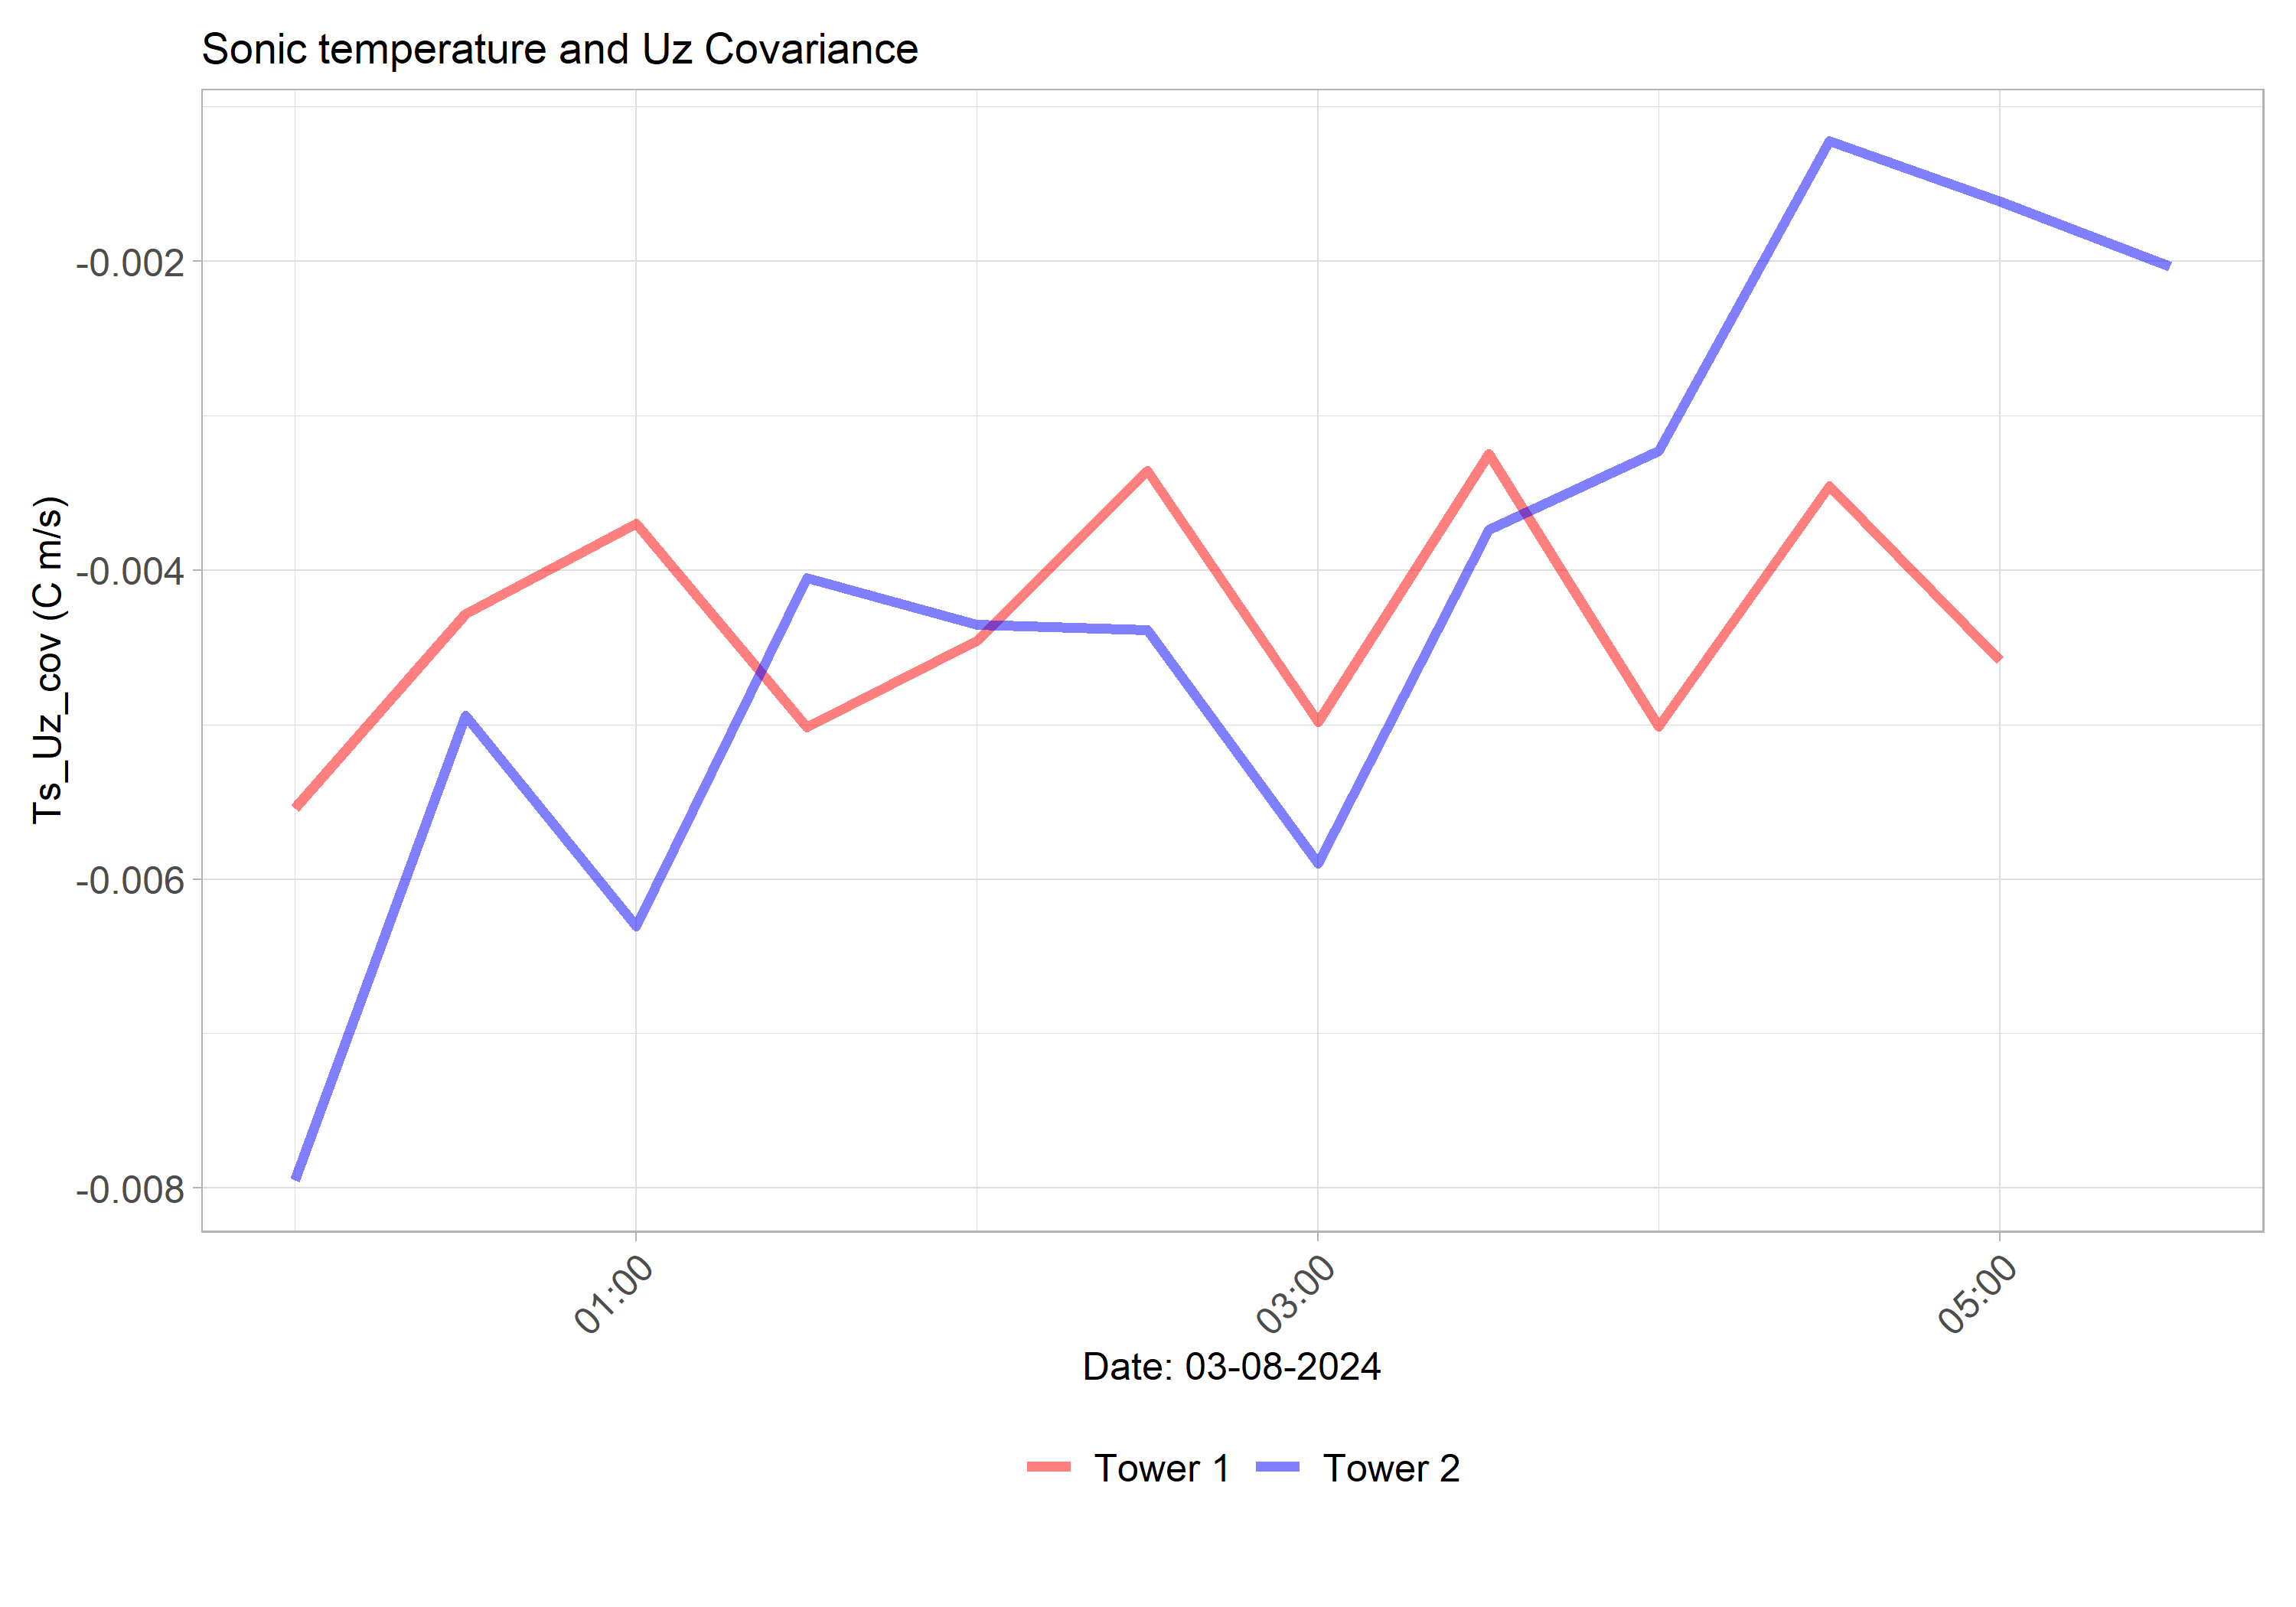 Sonic temperature and Uz Covariance
Ts_Uz_cov (C m/s)
-0.002
-0.004
-0.006
-0.008
01:00 03:00 05:00
Date: 03-08-2024
Tower 1 Tower 2